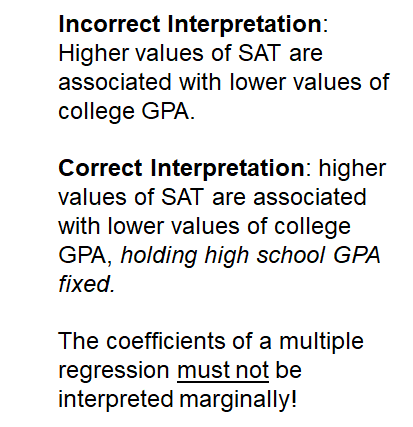 Incorrect Interpretation:
Higher values of SAT are
associated with lower values of
college GPA.
Correct Interpretation: higher
values of SAT are associated
with lower values of college
GPA, holding high school GPA
fixed.
The coefficients of a multiple
regression must not be
interpreted marginally!